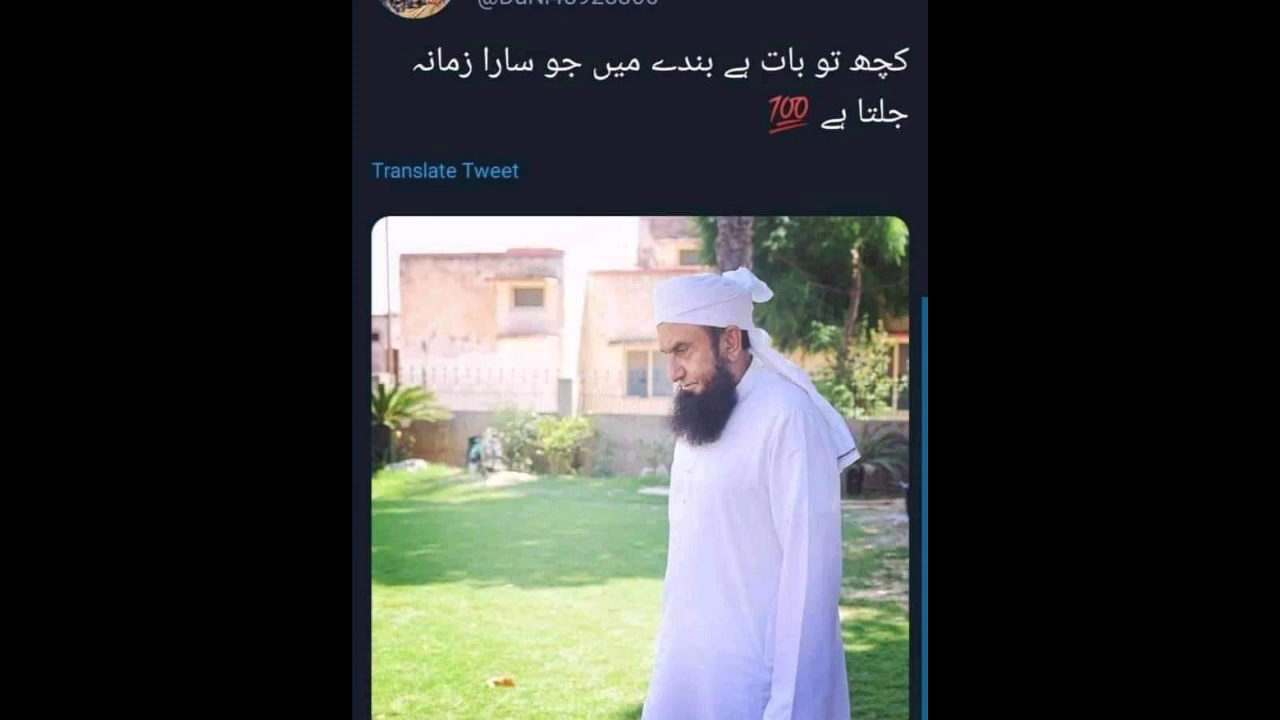 کچھ تو بات ہے بندے میں جو سارا زمانہ
جلتا ہے 💯
Translate Tweet